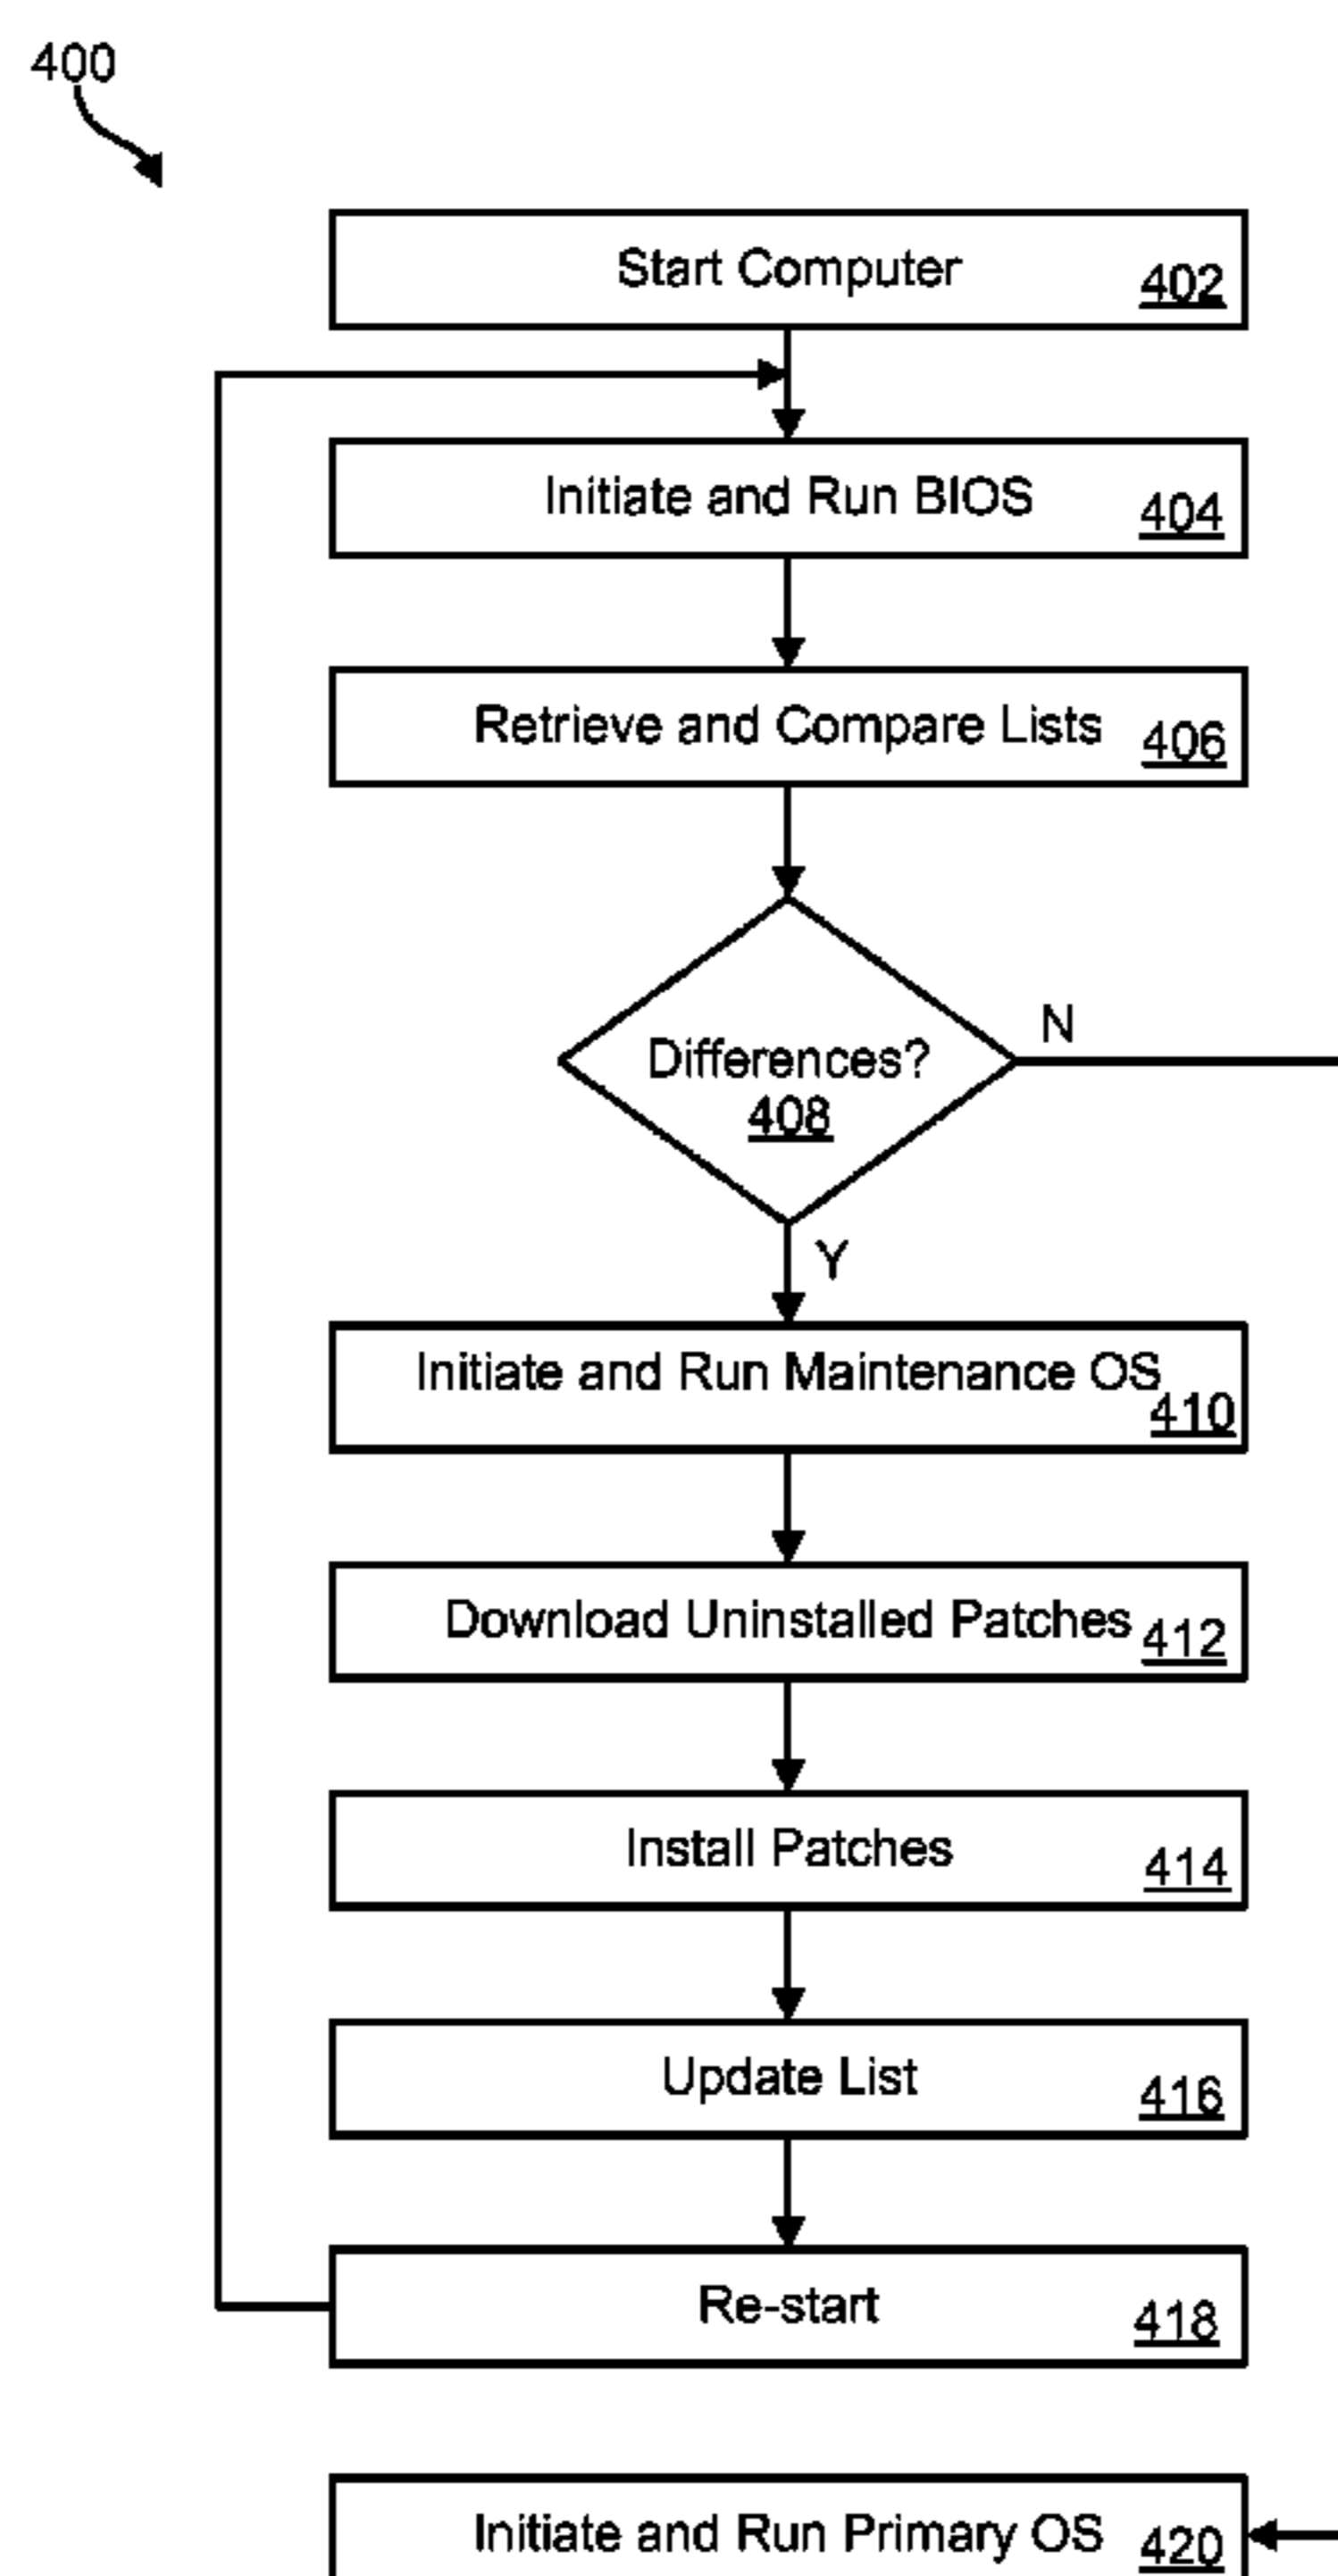 400
Start Computer 402
Initiate and Run BIOS 404
Retrieve and Compare Lists 406
Differences?
408
N
Y
Initiate and Run Maintenance OS
410
Download Uninstalled Patches 412
Install Patches 414
Update List 416
Re-start 418
Initiate and Run Primary OS 420